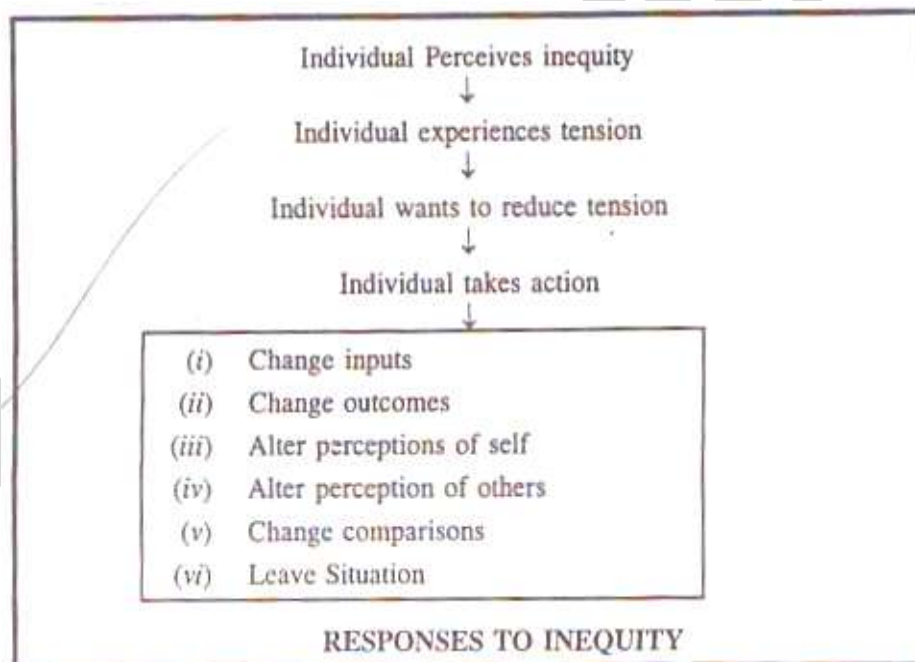 Individual Perceives inequity
↓
Individual experiences tension
↓
Individual wants to reduce tension
↓
Individual takes action
↓
(i) Change inputs
(ii) Change outcomes
(iii) Alter perceptions of self
(iv) Alter perception of others
(v) Change comparisons
(vi) Leave Situation
RESPONSES TO INEQUITY